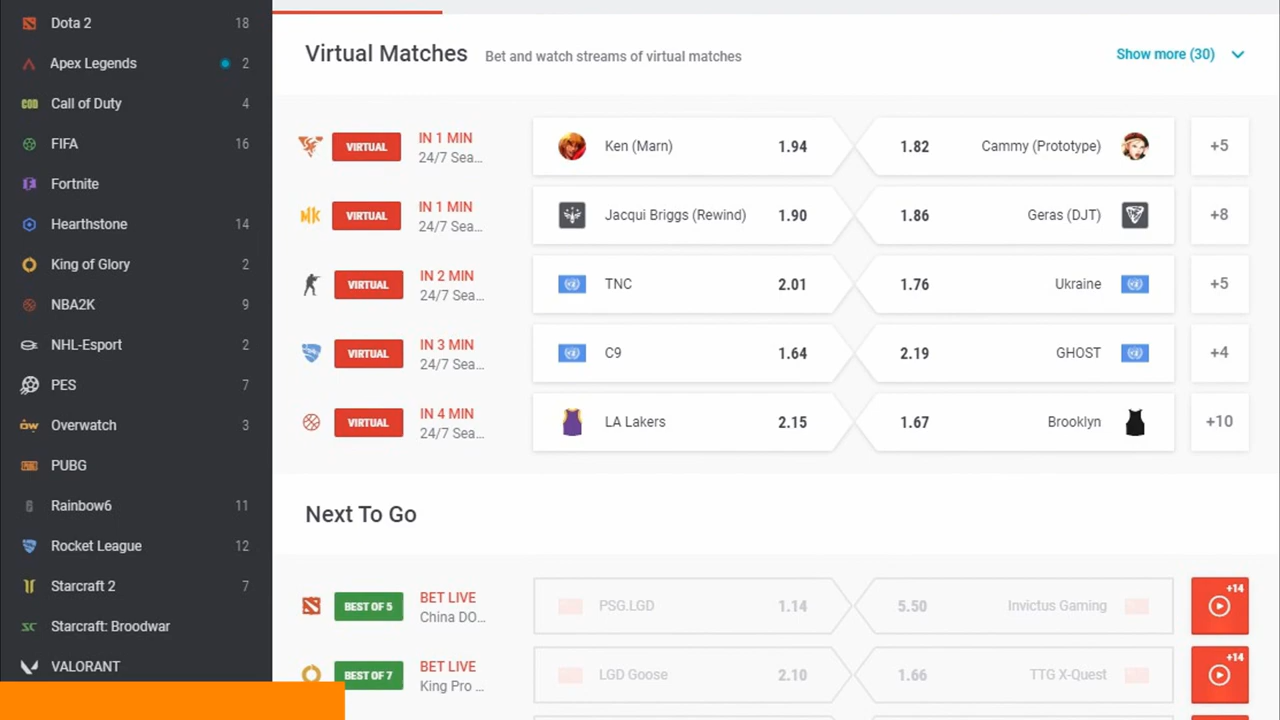 Dota 2 18
Apex Legends 2
Call of Duty 4
FIFA 16
Fortnite
Hearthstone 14
King of Glory 2
NBA2K 9
NHL-Esport 2
PES 7
Overwatch 3
PUBG
Rainbow6 11
Rocket League 12
Starcraft 2 7
Starcraft: Broodwar
VALORANT
Virtual Matches Bet and watch streams of virtual matches Show more (30)
VIRTUAL IN 1 MIN Ken (Marn) 1.94 1.82 Cammy (Prototype) +5
24/7 Sea...
VIRTUAL IN 1 MIN Jacqui Briggs (Rewind) 1.90 1.86 Geras (DJT) +8
24/7 Sea...
VIRTUAL IN 2 MIN TNC 2.01 1.76 Ukraine +5
24/7 Sea...
VIRTUAL IN 3 MIN C9 1.64 2.19 GHOST +4
24/7 Sea...
VIRTUAL IN 4 MIN LA Lakers 2.15 1.67 Brooklyn +10
24/7 Sea...
Next To Go
BEST OF 5 BET LIVE PSG.LGD 1.14 5.50 Invictus Gaming +14
China DO...
BEST OF 7 BET LIVE LGD Goose 2.10 1.66 TTG X-Quest +14
King Pro ...